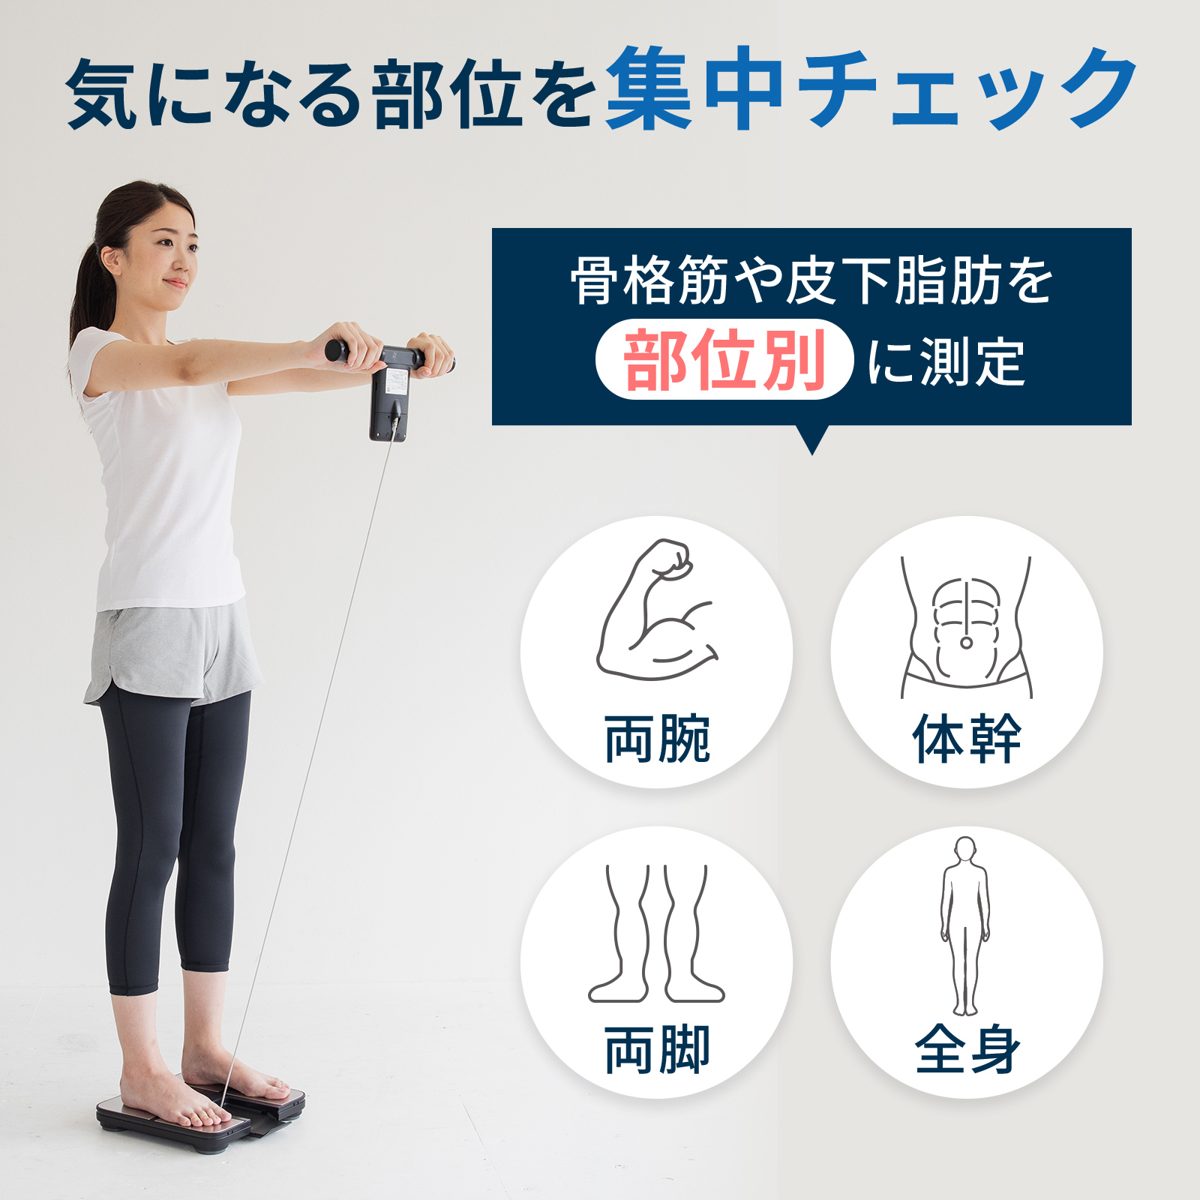 気になる部位を集中チェック
骨格筋や皮下脂肪を
部位別に測定
両腕
体幹
両脚
全身